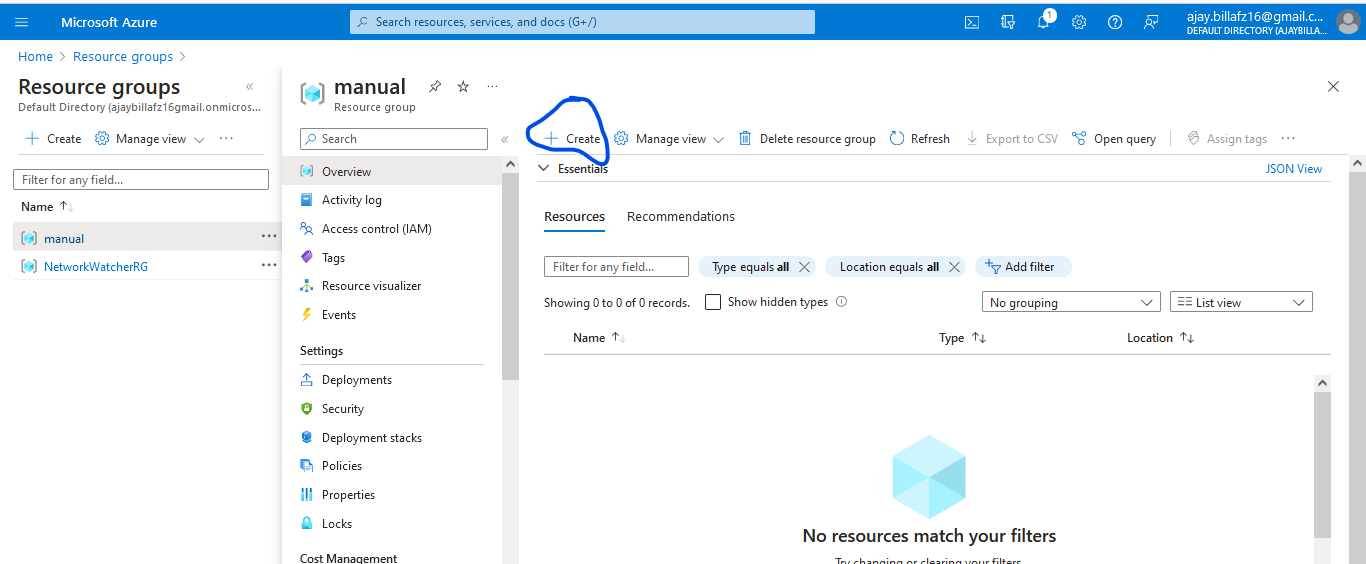 Microsoft Azure
Search resources, services, and docs (G+/)
1
ajay.billafz16@gmail.c...
DEFAULT DIRECTORY (AJAYBILLA...
Home > Resource groups >
Resource groups
Default Directory (ajaybillafz16gmail.onmicros...
Create Manage view ...
Filter for any field...
Name
manual ...
NetworkWatcherRG ...
manual ...
Resource group
Search
Overview
Activity log
Access control (IAM)
Tags
Resource visualizer
Events
Settings
Deployments
Security
Deployment stacks
Policies
Properties
Locks
Cost Management
Create Manage view Delete resource group Refresh Export to CSV Open query Assign tags ...
Essentials JSON View
Resources Recommendations
Filter for any field... Type equals all Location equals all Add filter
Showing 0 to 0 of 0 records. Show hidden types No grouping List view
Name Type Location
No resources match your filters
Try changing or clearing your filters.